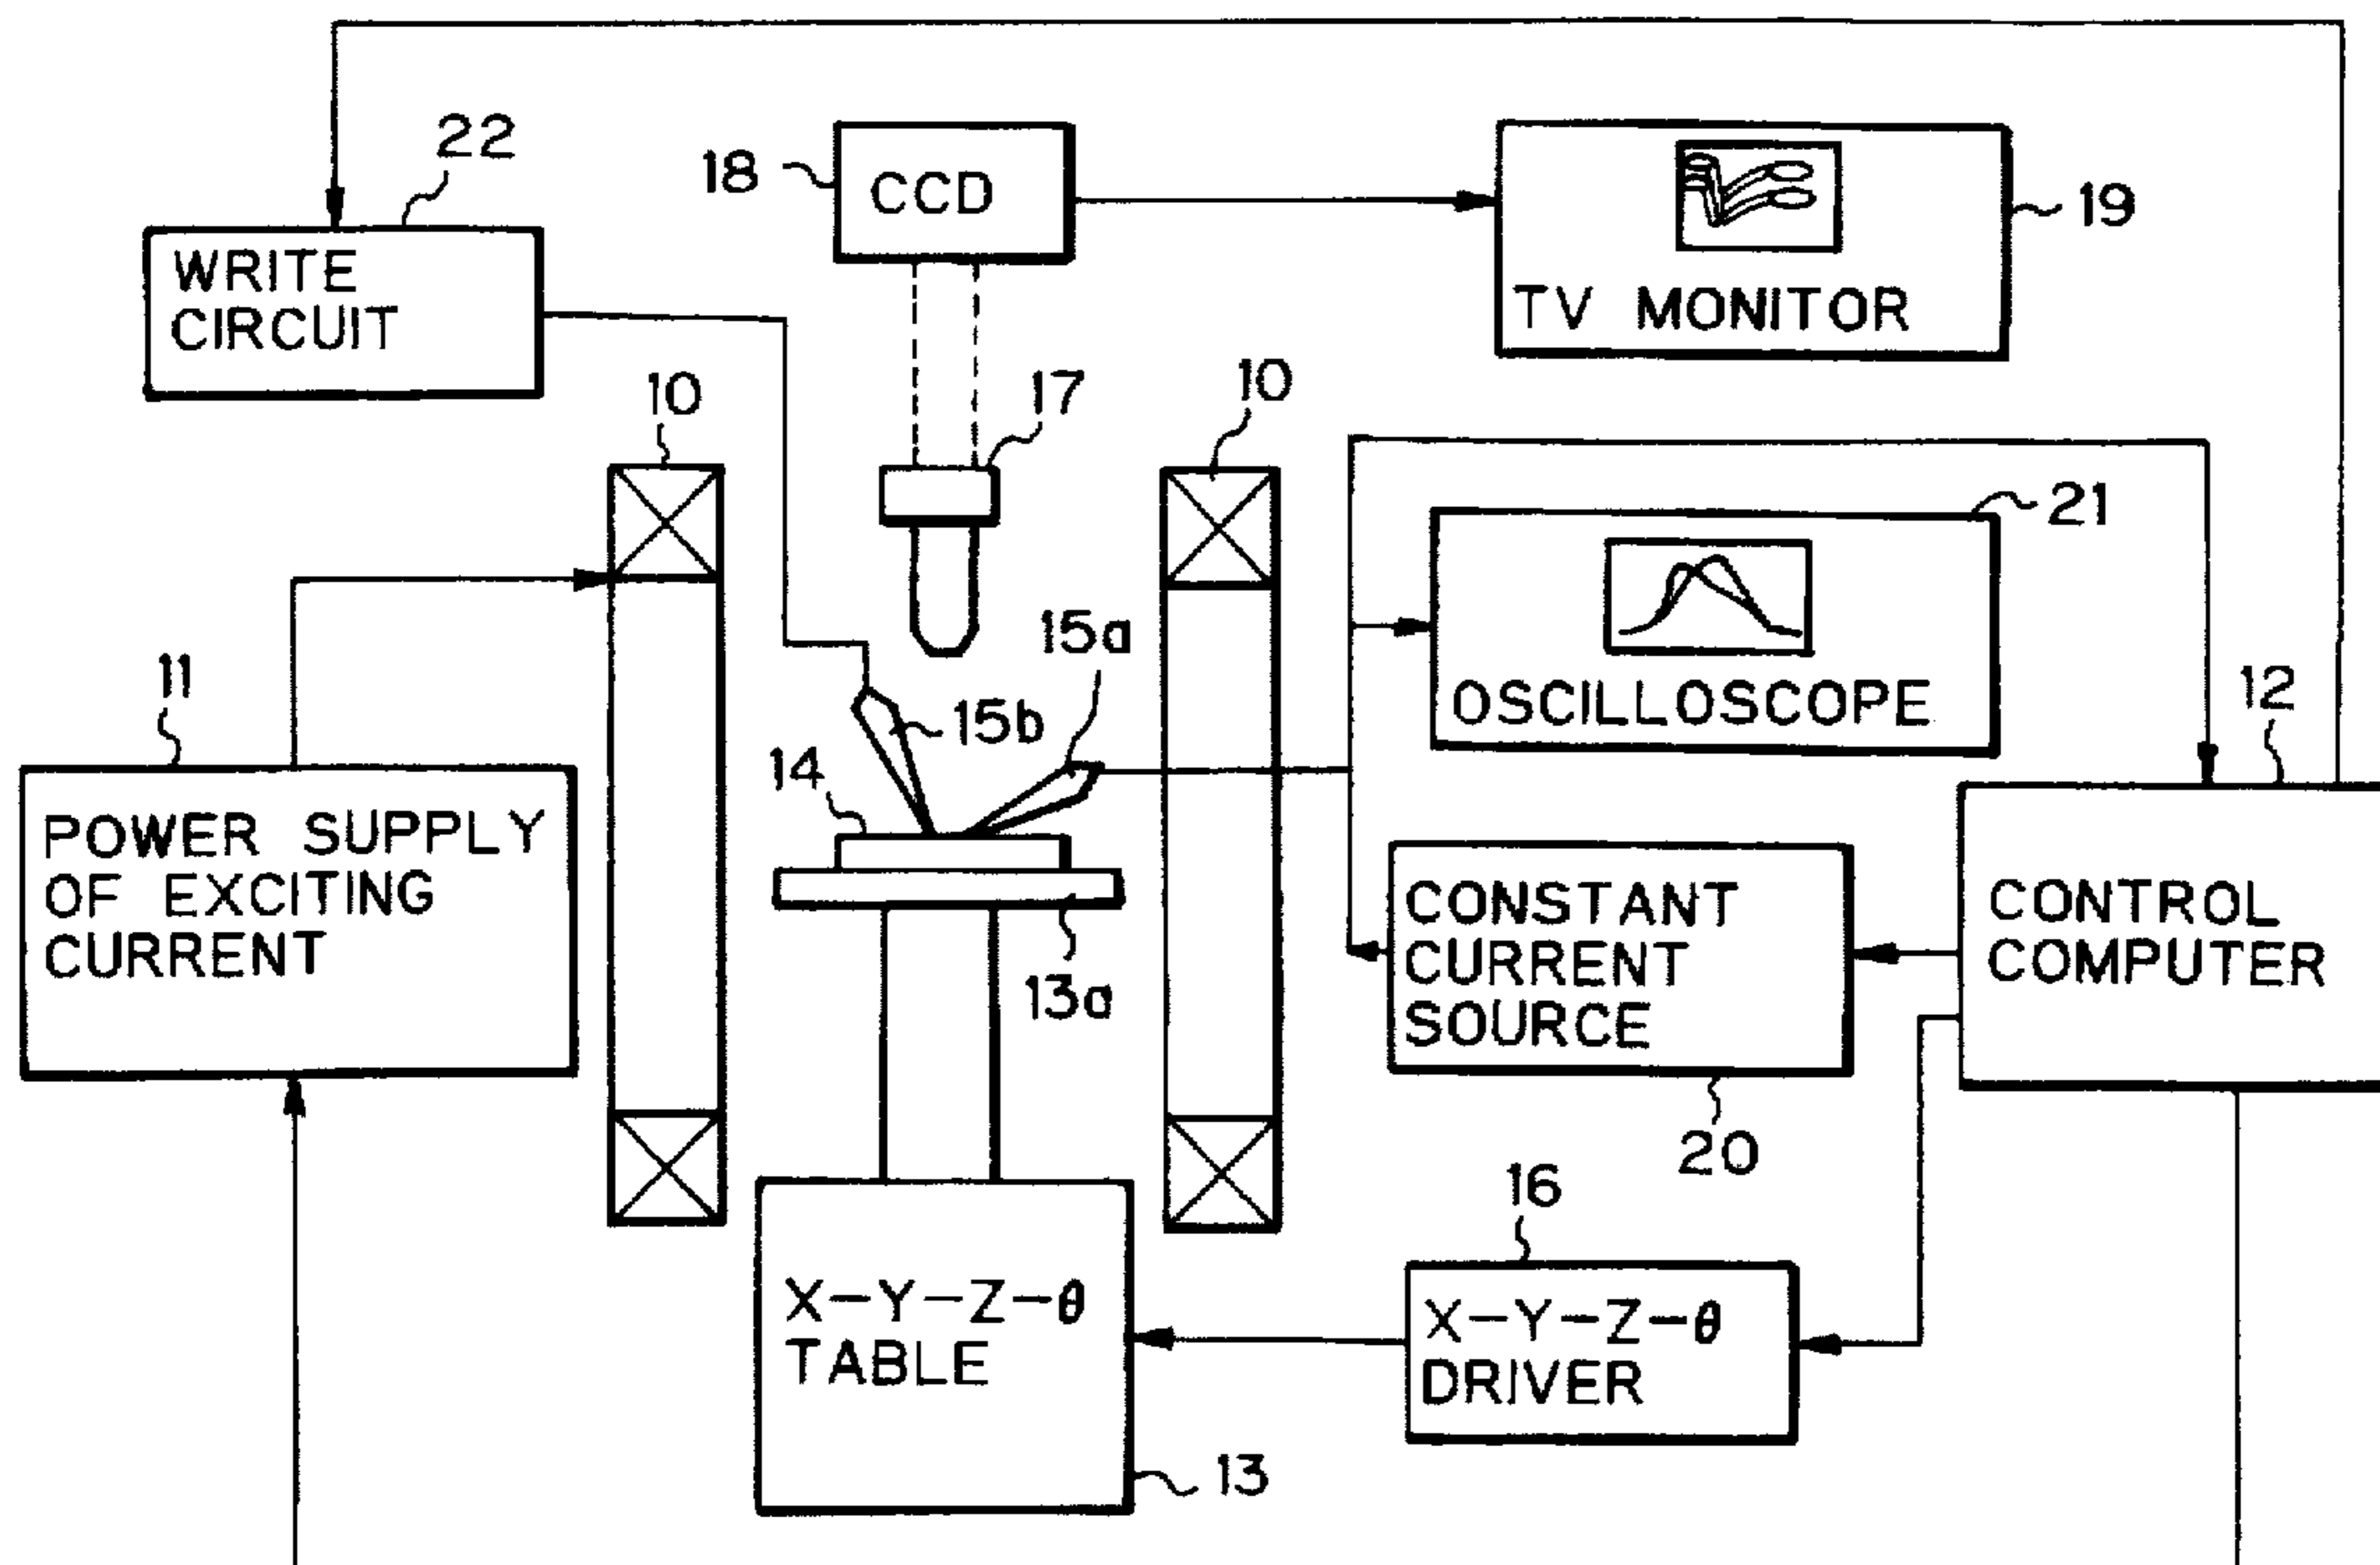 22
18
CCD
19
WRITE
CIRCUIT
TV MONITOR
10
17
10
21
11
15a
15b
OSCILLOSCOPE
12
14
POWER SUPPLY
OF EXCITING
CURRENT
CONSTANT
CURRENT
SOURCE
CONTROL
COMPUTER
13a
20
16
X-Y-Z-θ
TABLE
X-Y-Z-θ
DRIVER
13